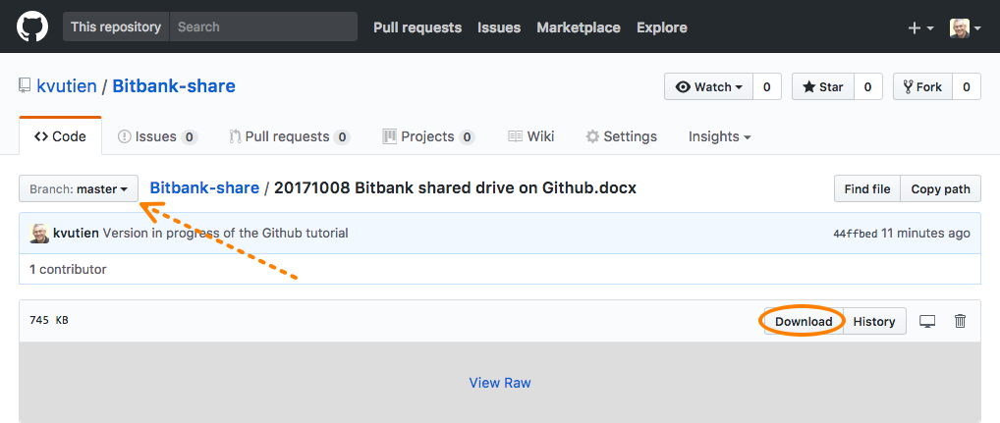 This repository Search Pull requests Issues Marketplace Explore
kvutien / Bitbank-share Watch 0 Star 0 Fork 0
Code Issues 0 Pull requests 0 Projects 0 Wiki Settings Insights
Branch: master Bitbank-share / 20171008 Bitbank shared drive on Github.docx Find file Copy path
kvutien Version in progress of the Github tutorial 44ffbed 11 minutes ago
1 contributor
745 KB Download History
View Raw